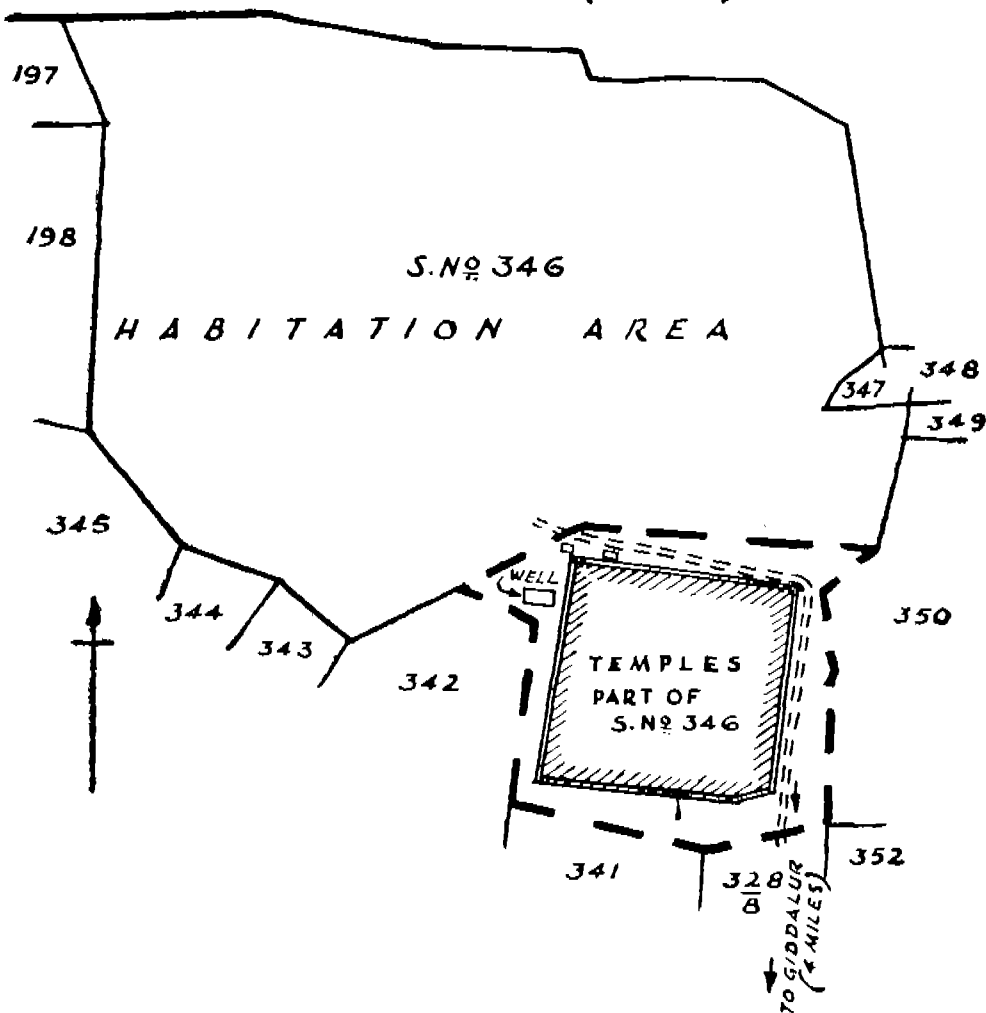 197
198
S.Nº 346
HABITATION AREA
348
347
349
345
WELL
344
350
343
TEMPLES
342
PART OF
S.Nº 346
352
341
328/8
TO GIDDALUR
(4 MILES)